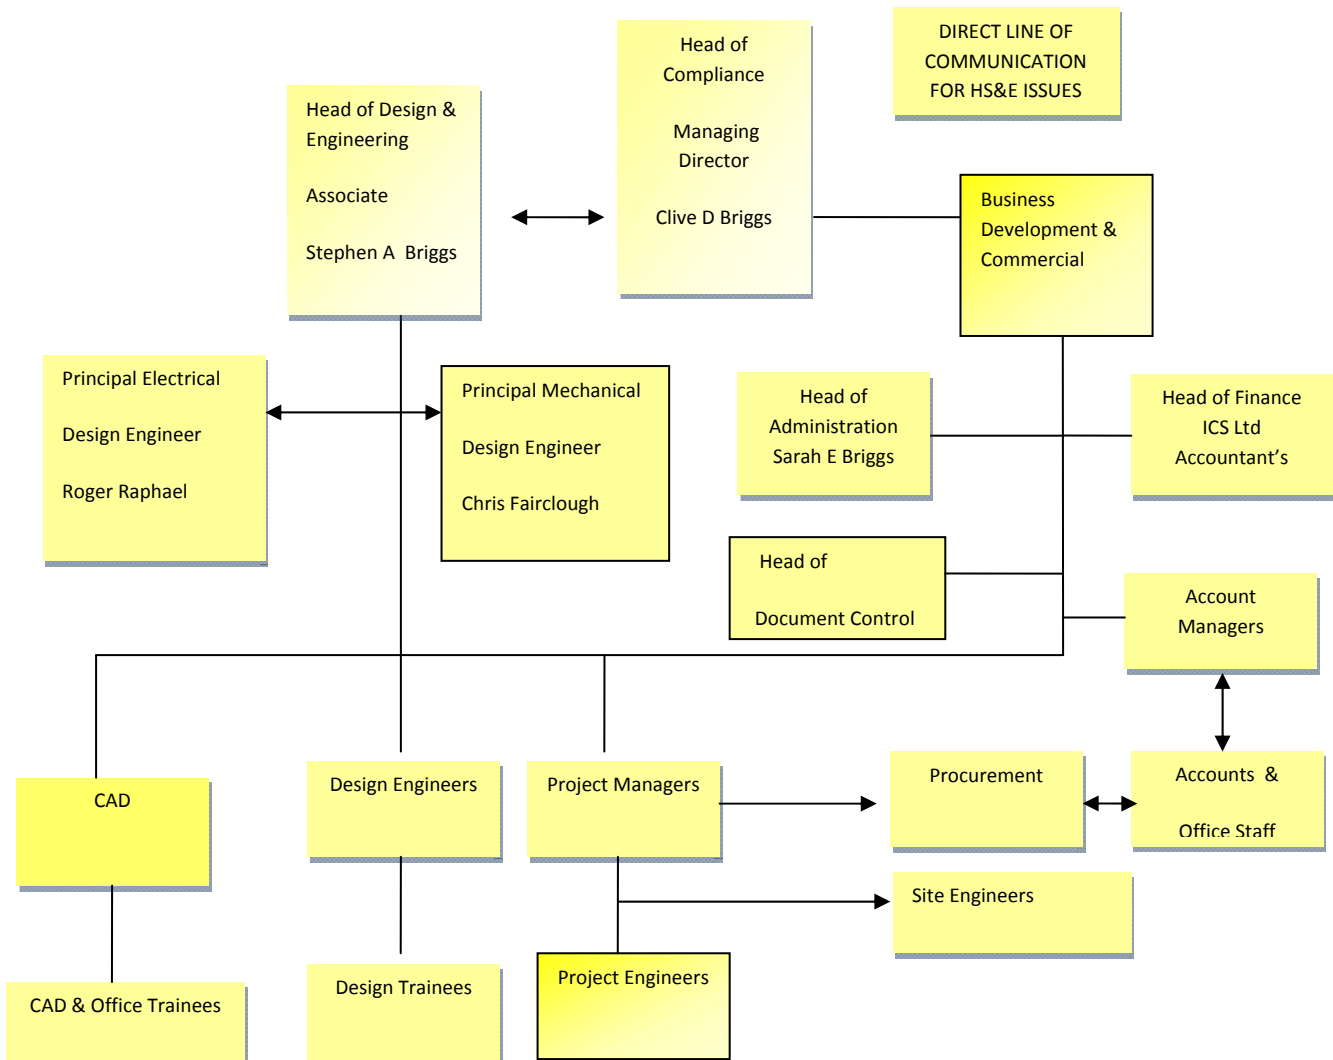 Head of
Compliance
Managing
Director
Clive D Briggs
DIRECT LINE OF
COMMUNICATION
FOR HS&E ISSUES
Head of Design &
Engineering
Associate
Stephen A  Briggs
Business
Development &
Commercial
Principal Electrical
Design Engineer
Roger Raphael
Principal Mechanical
Design Engineer
Chris Fairclough
Head of
Administration
Sarah E Briggs
Head of Finance
ICS Ltd
Accountant’s
Head of
Document Control
Account
Managers
CAD
Design Engineers
Project Managers
Procurement
Accounts  &
Office Staff
Site Engineers
CAD & Office Trainees
Design Trainees
Project Engineers